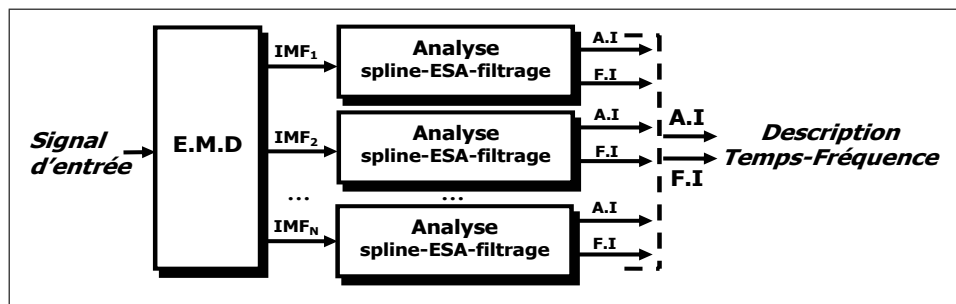 Signal
d'entrée
E.M.D
IMF1
Analyse
spline-ESA-filtrage
A.I
F.I
IMF2
Analyse
spline-ESA-filtrage
A.I
F.I
...
...
IMFN
Analyse
spline-ESA-filtrage
A.I
F.I
A.I
F.I
Description
Temps-Fréquence